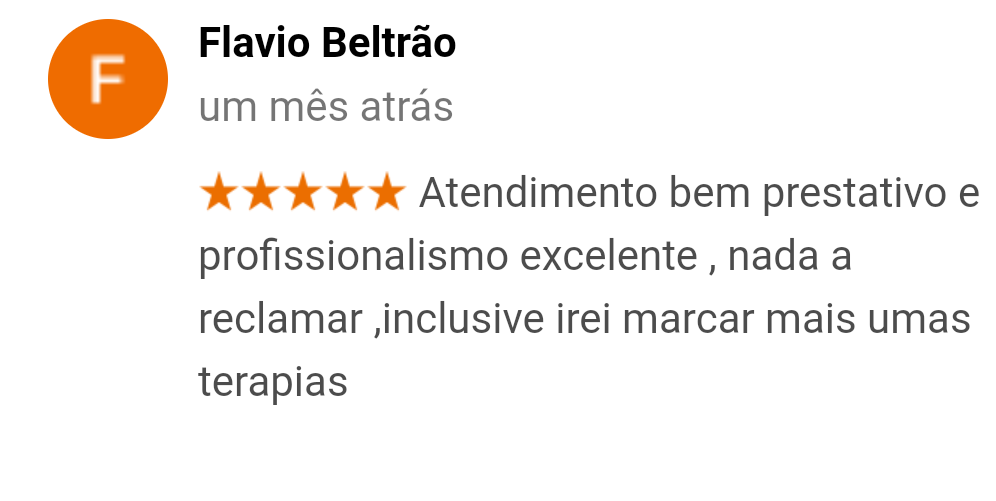 F
Flavio Beltrão
um mês atrás
★★★★★ Atendimento bem prestativo e
profissionalismo excelente , nada a
reclamar ,inclusive irei marcar mais umas
terapias